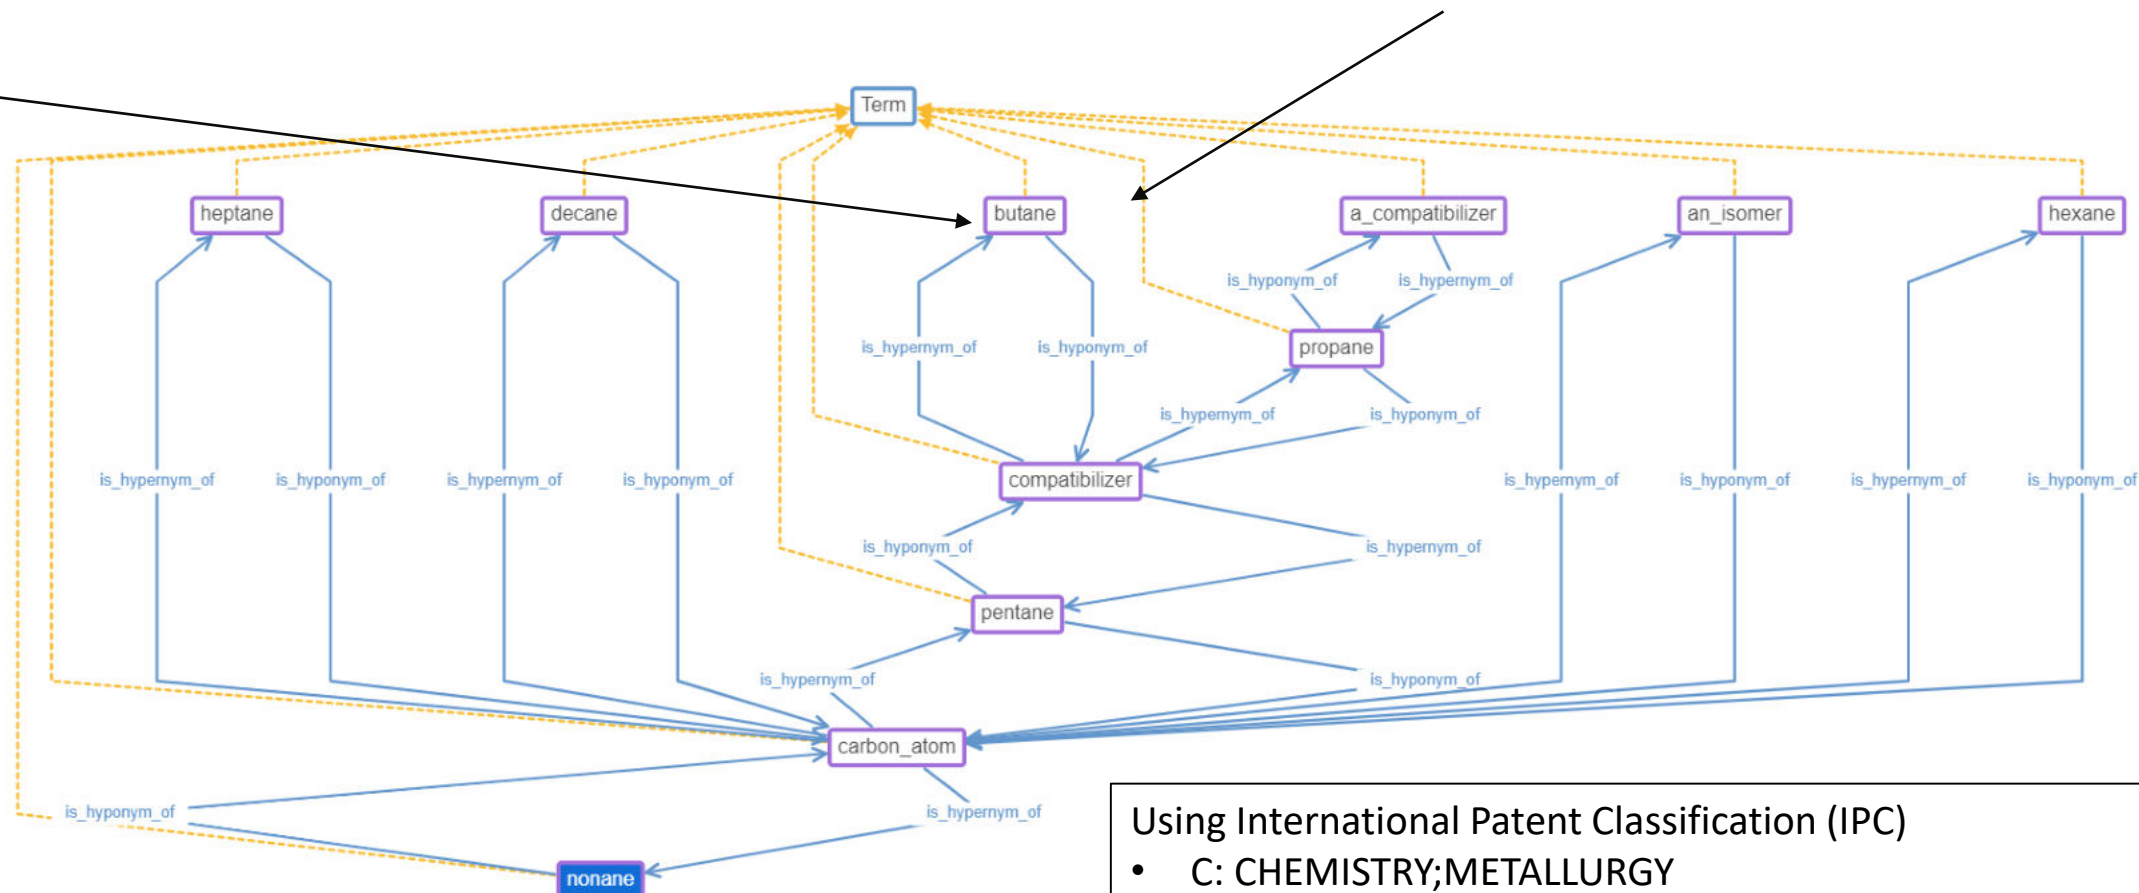 Term
heptane
decane
butane
a_compatibilizer
an_isomer
hexane
is_hyponym_of
is_hypernym_of
is_hypernym_of
is_hyponym_of
propane
is_hypernym_of
is_hyponym_of
is_hypernym_of
is_hyponym_of
is_hypernym_of
is_hyponym_of
compatibilizer
is_hypernym_of
is_hyponym_of
is_hypernym_of
is_hyponym_of
is_hyponym_of
is_hypernym_of
pentane
is_hypernym_of
is_hyponym_of
carbon_atom
is_hyponym_of
is_hypernym_of
Using International Patent Classification (IPC)
• C: CHEMISTRY;METALLURGY
nonane